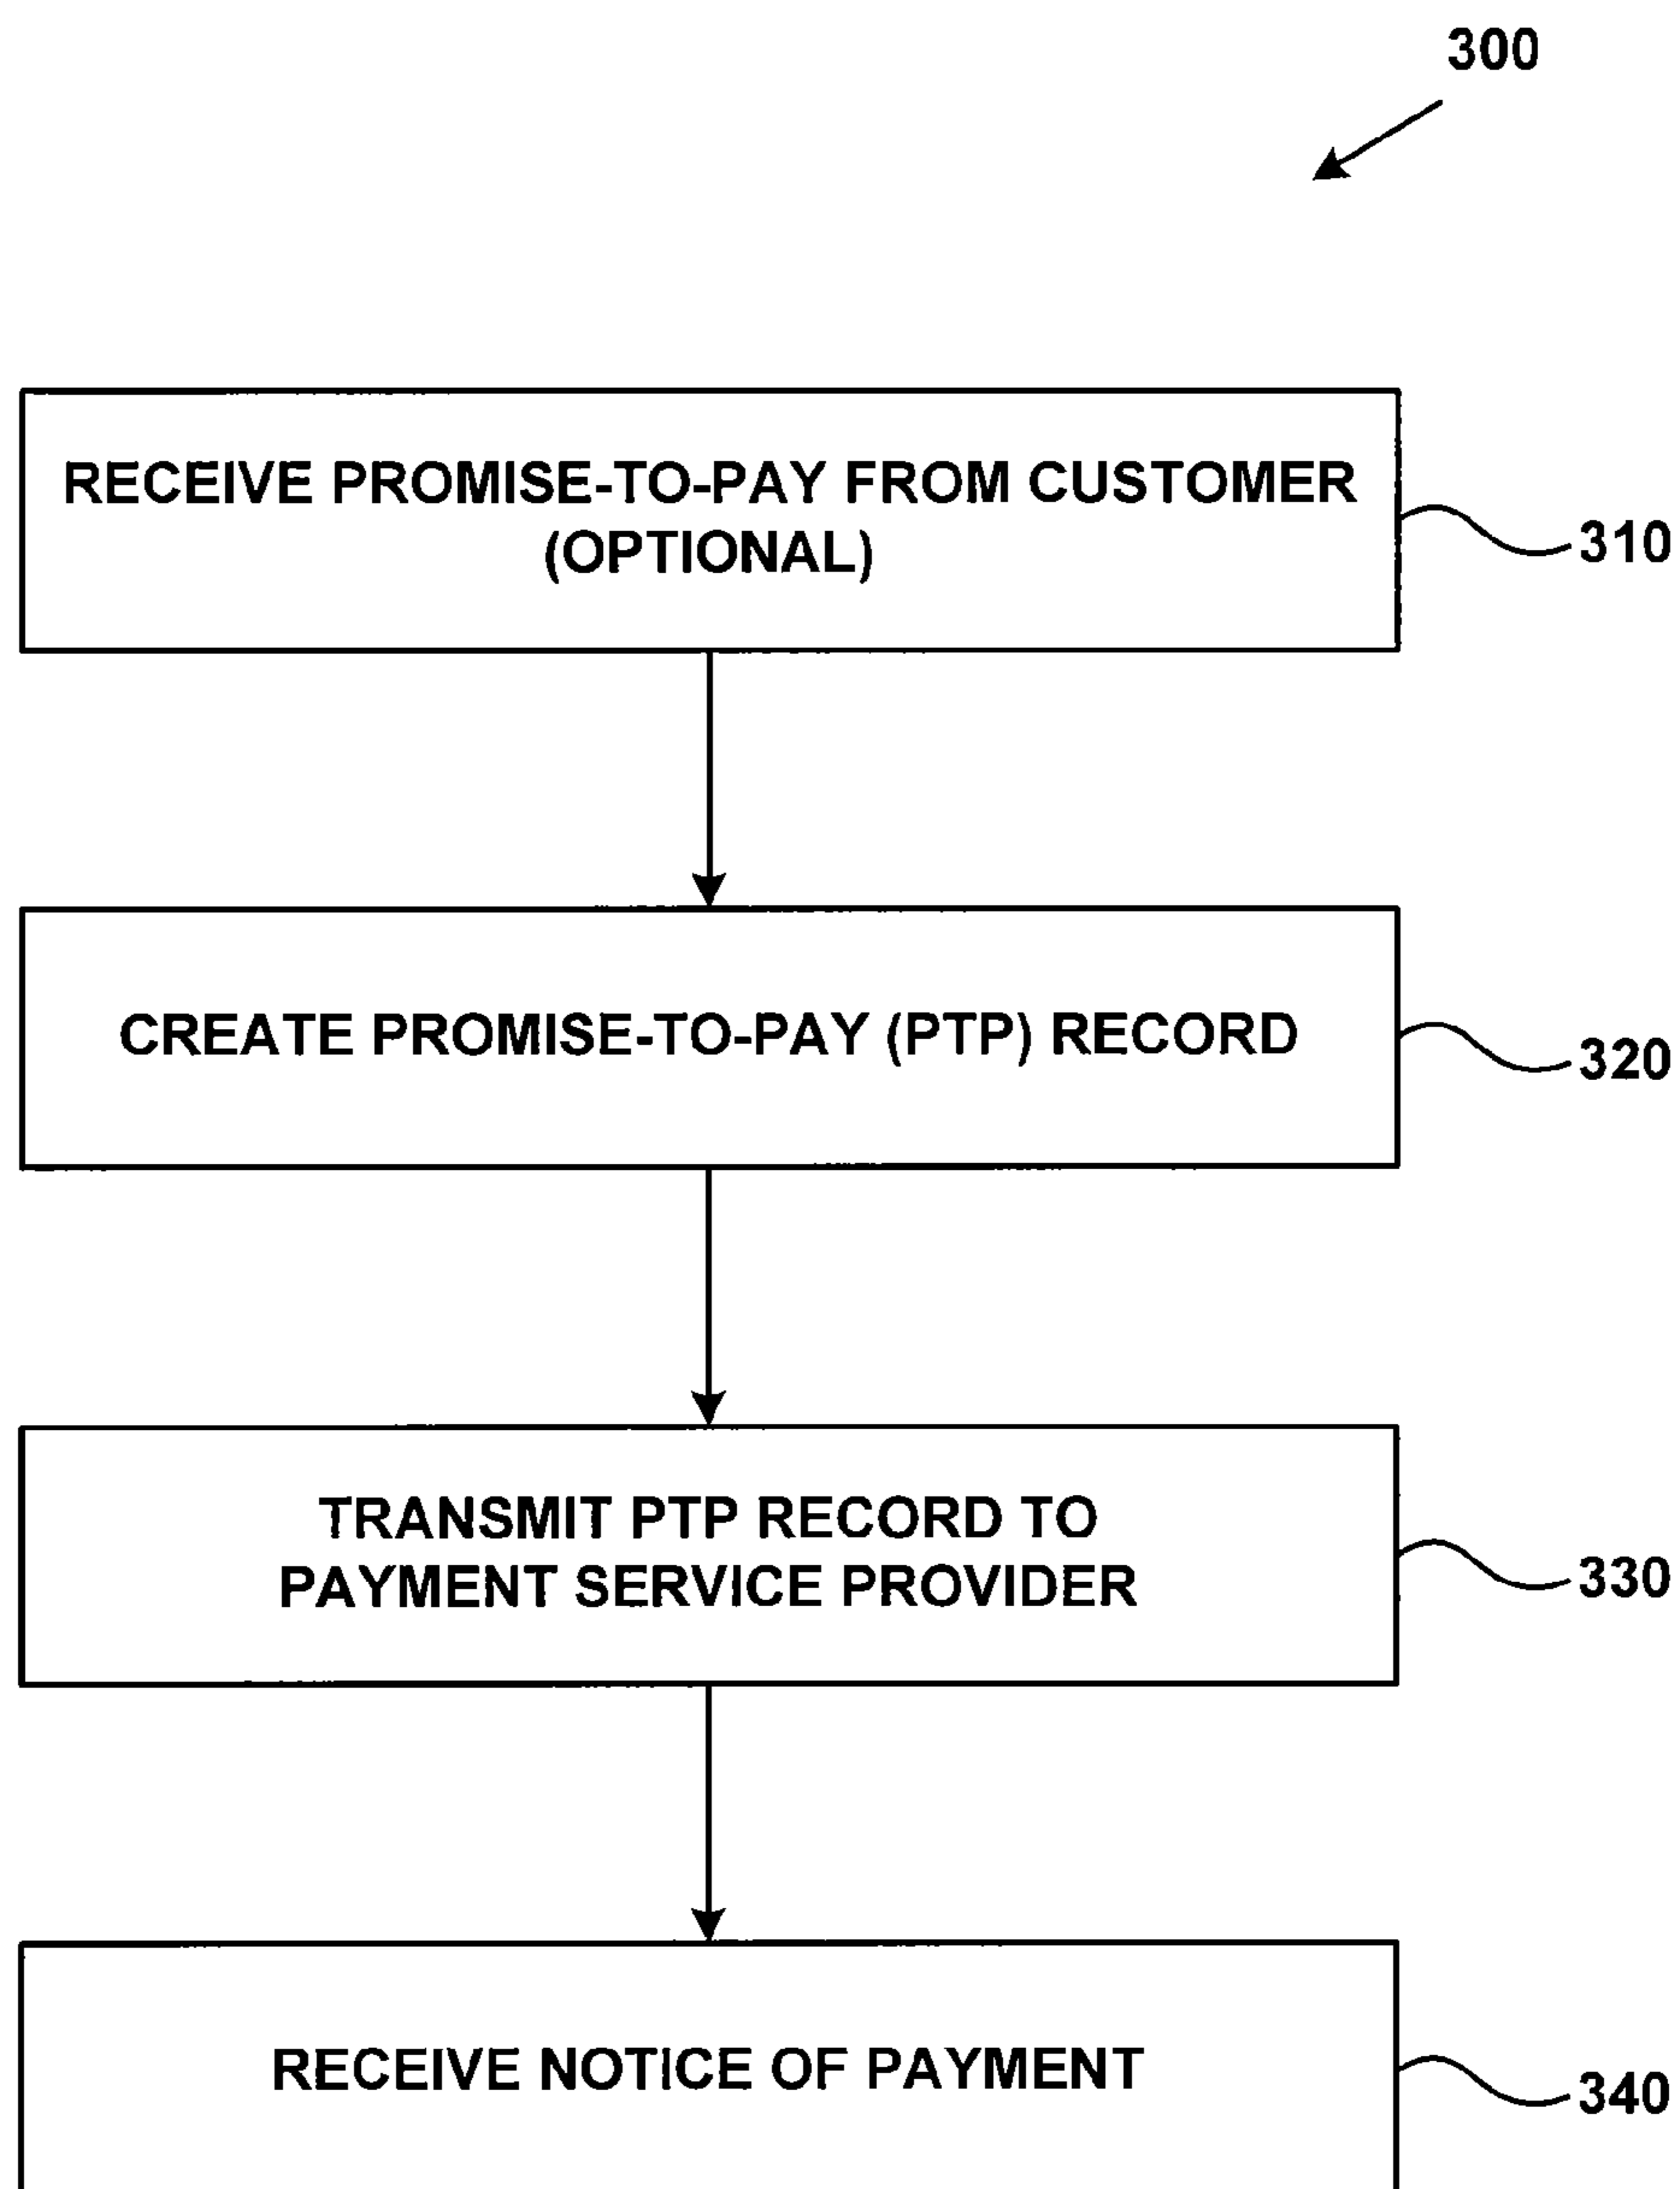 300
RECEIVE PROMISE-TO-PAY FROM CUSTOMER
(OPTIONAL)
310
CREATE PROMISE-TO-PAY (PTP) RECORD
320
TRANSMIT PTP RECORD TO
PAYMENT SERVICE PROVIDER
330
RECEIVE NOTICE OF PAYMENT
340